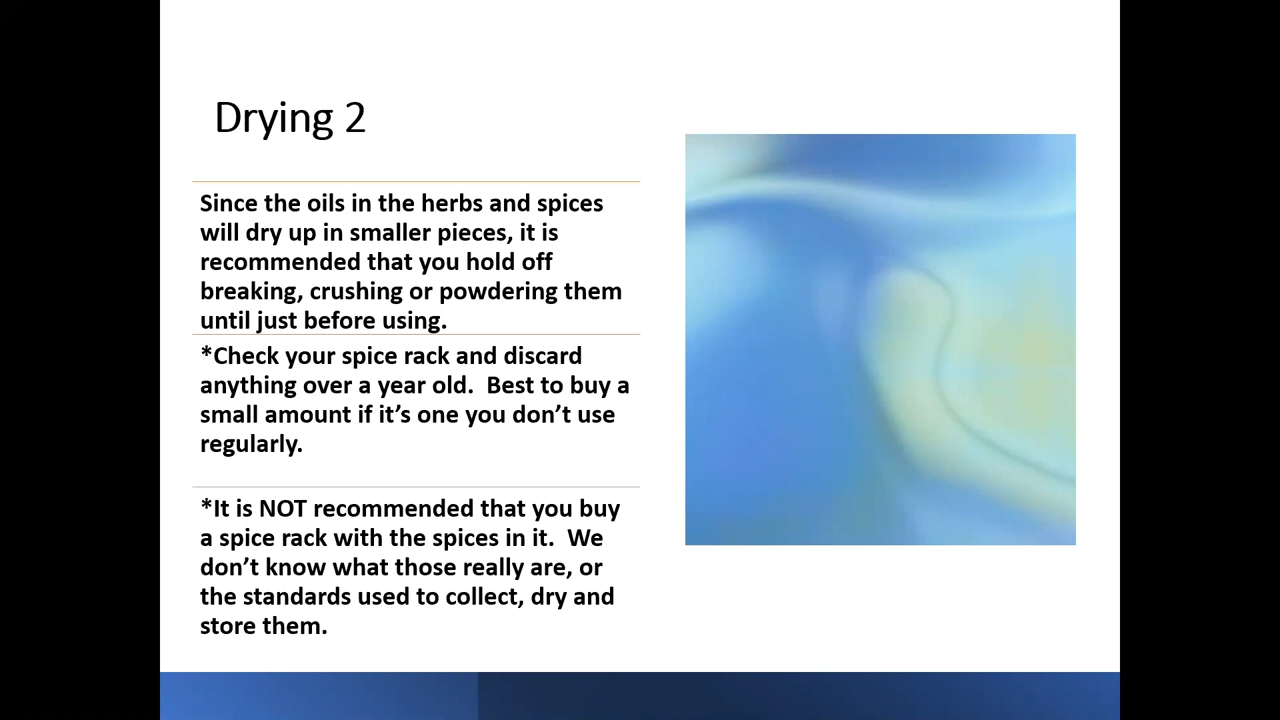 Drying 2
Since the oils in the herbs and spices
will dry up in smaller pieces, it is
recommended that you hold off
breaking, crushing or powdering them
until just before using.
*Check your spice rack and discard
anything over a year old.  Best to buy a
small amount if it’s one you don’t use
regularly.
*It is NOT recommended that you buy
a spice rack with the spices in it.  We
don’t know what those really are, or
the standards used to collect, dry and
store them.